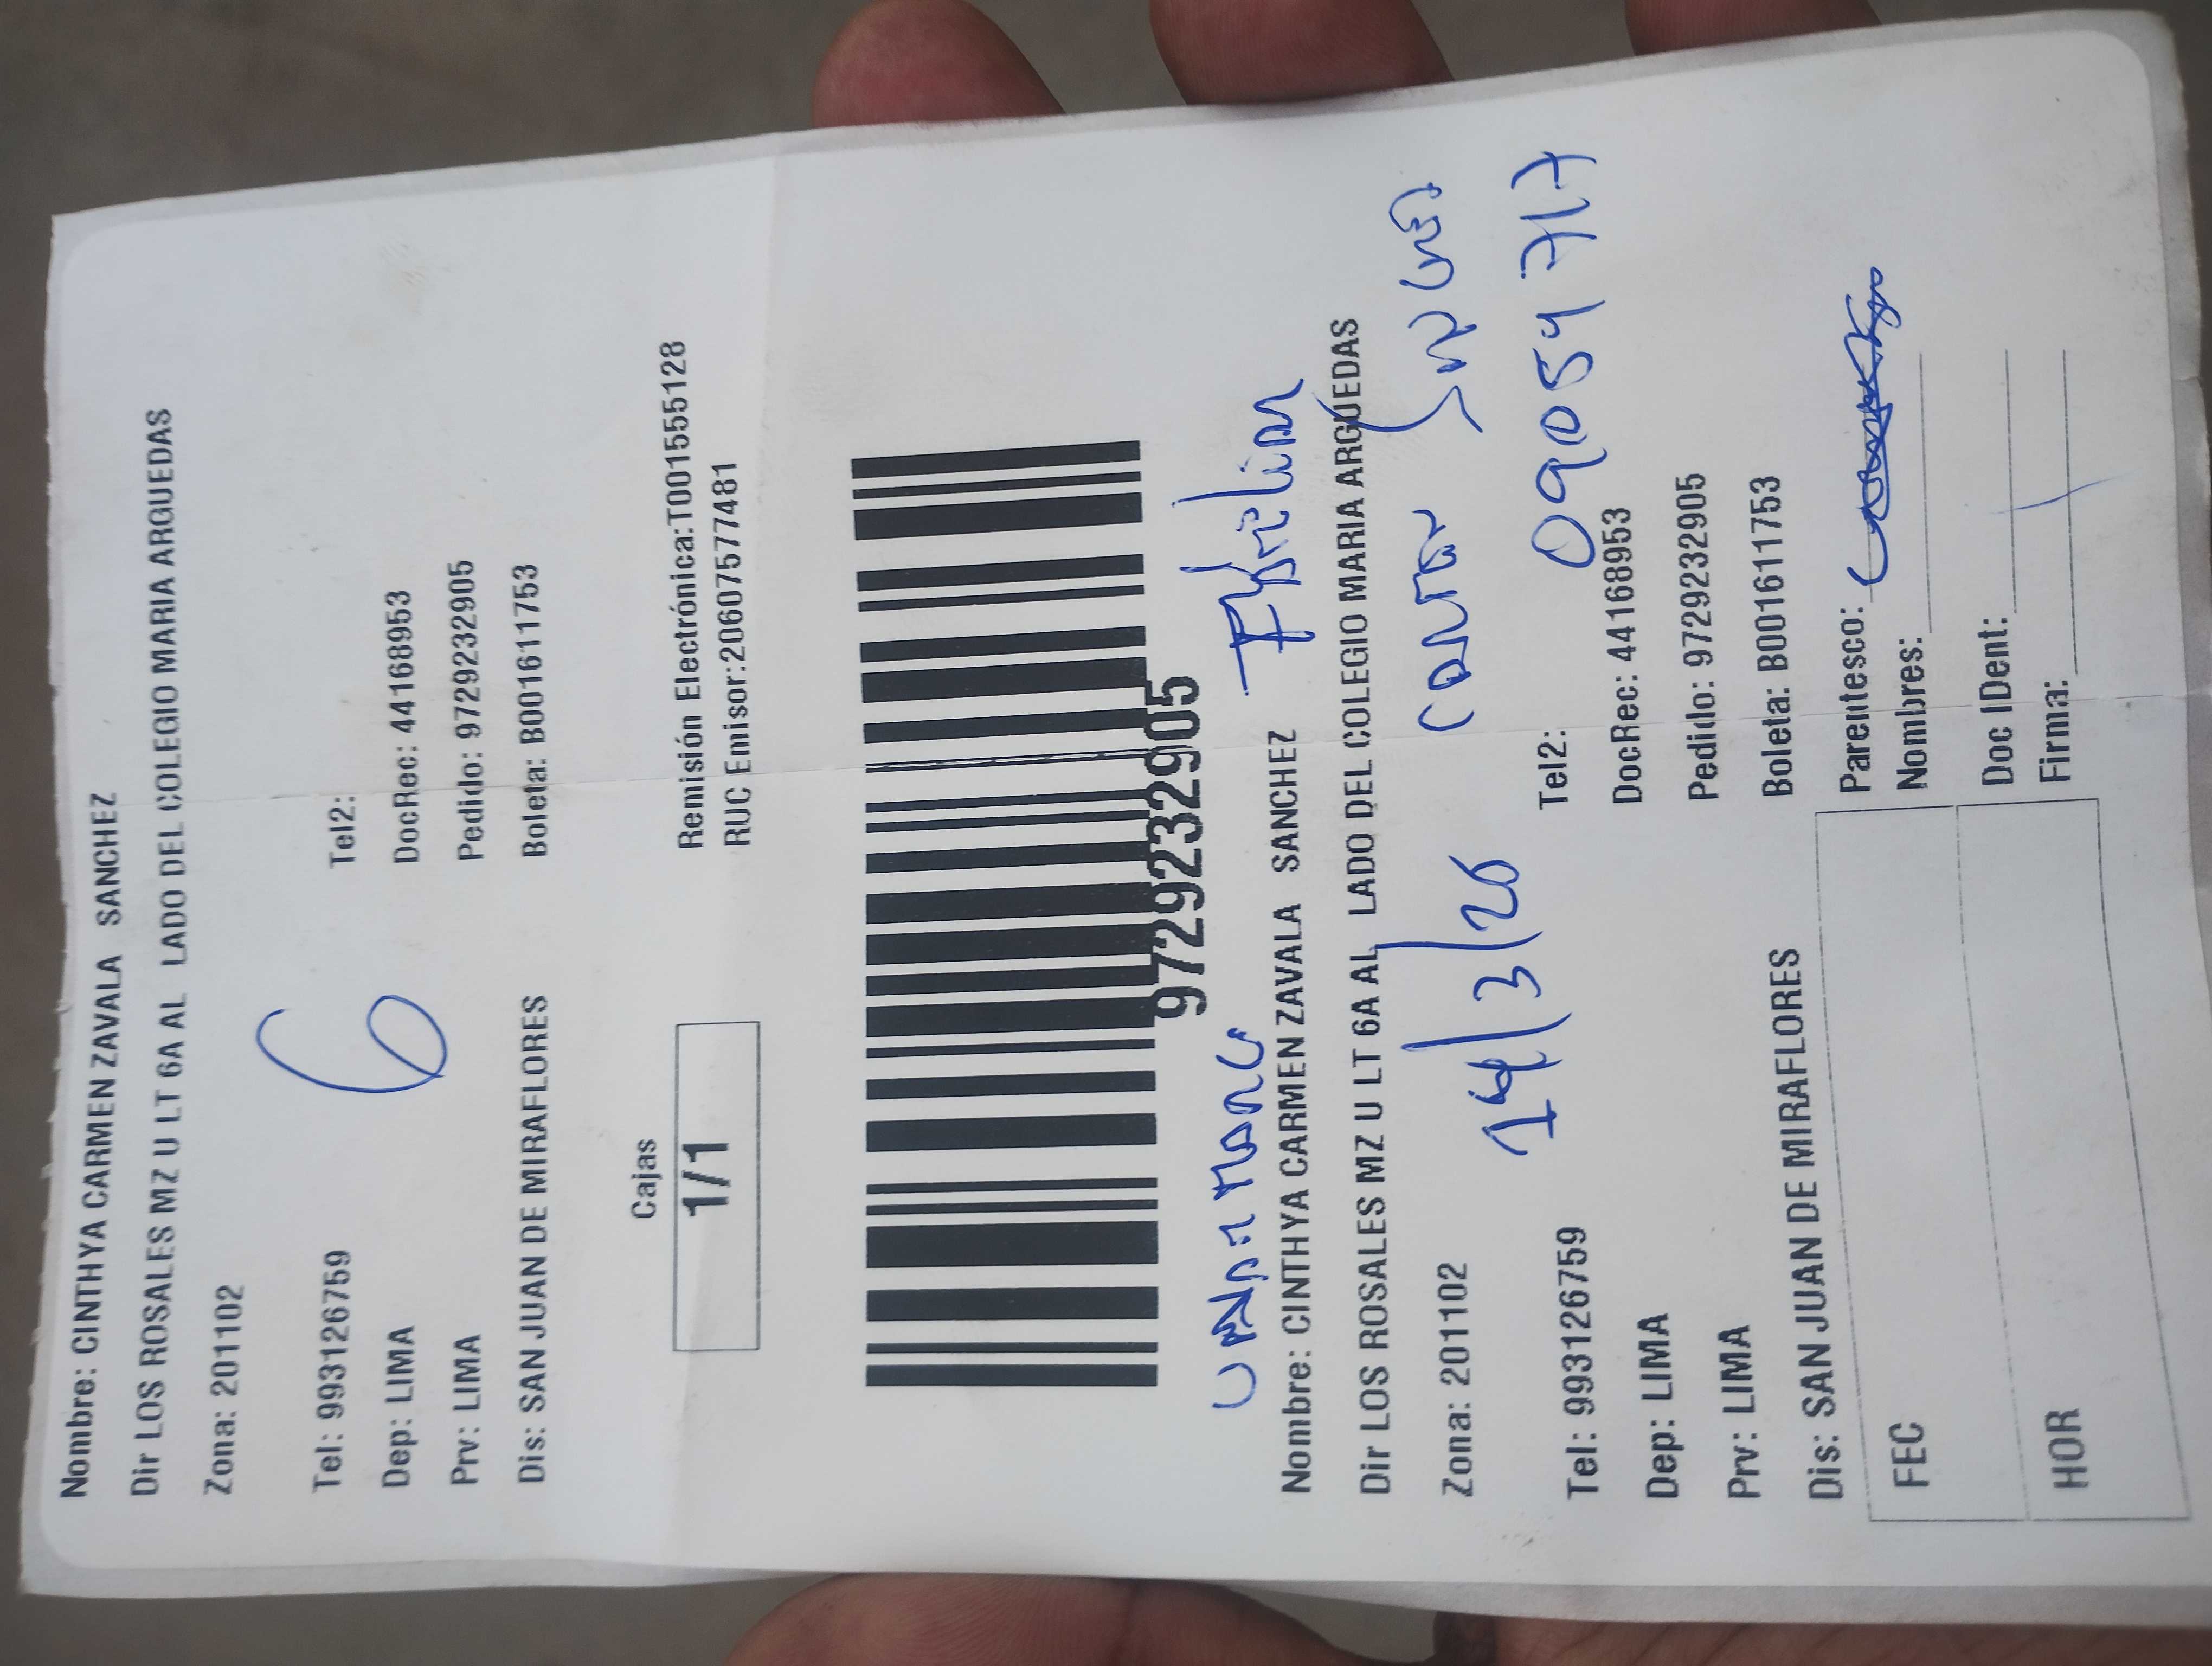 Nombre: CINTHYA CARMEN ZAVALA SANCHEZ
Dir LOS ROSALES MZ U LT 6A AL LADO DEL COLEGIO MARIA ARGUEDAS
Zona: 201102
6
Tel: 993126759 Tel2:
Dep: LIMA DocRec: 44168953
Prv: LIMA Pedido: 9729232905
Dis: SAN JUAN DE MIRAFLORES Boleta: B001611753
Cajas
1/1
Remisión Electrónica:T001555128
RUC Emisor:20607577481
9729232905
Nombre: CINTHYA CARMEN ZAVALA SANCHEZ
Dir LOS ROSALES MZ U LT 6A AL LADO DEL COLEGIO MARIA ARGUEDAS
Zona: 201102
14/3/26
Tel: 993126759 Tel2:
Dep: LIMA DocRec: 44168953
Prv: LIMA Pedido: 9729232905
Dis: SAN JUAN DE MIRAFLORES Boleta: B001611753
FEC Parentesco:
Nombres:
HOR Doc IDent:
Firma: